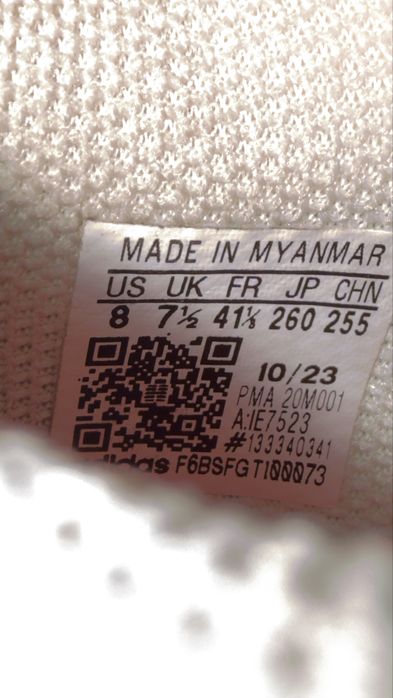 MADE IN MYANMAR
US UK FR JP CHN
8 7½ 41⅓ 260 255
10/23
PMA 20M001
A:IE7523
#133340341
adidas F6BSFGTI00073